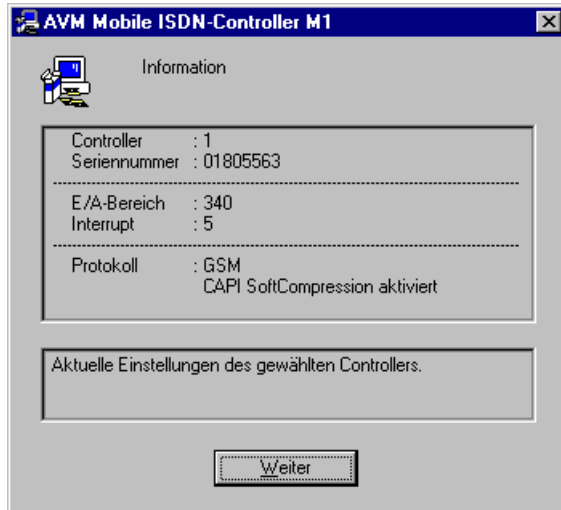 AVM Mobile ISDN-Controller M1
Information
Controller : 1
Seriennummer : 01805563
E/A-Bereich : 340
Interrupt : 5
Protokoll : GSM
CAPI SoftCompression aktiviert
Aktuelle Einstellungen des gewählten Controllers.
Weiter